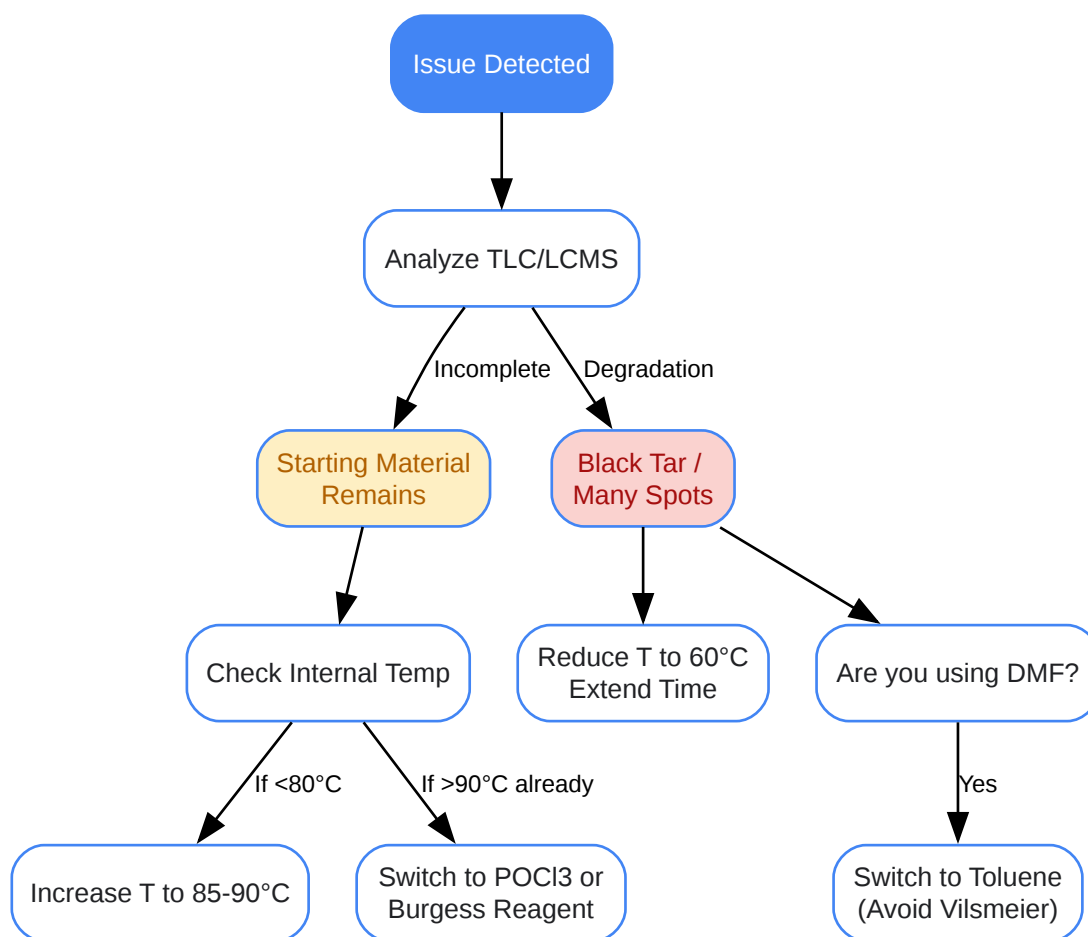 Issue Detected
Analyze TLC/LCMS
Incomplete
Degradation
Starting Material
Remains
Black Tar /
Many Spots
Check Internal Temp
Reduce T to 60°C
Extend Time
Are you using DMF?
If <80°C
If >90°C already
Yes
Increase T to 85-90°C
Switch to POCl3 or
Burgess Reagent
Switch to Toluene
(Avoid Vilsmeier)